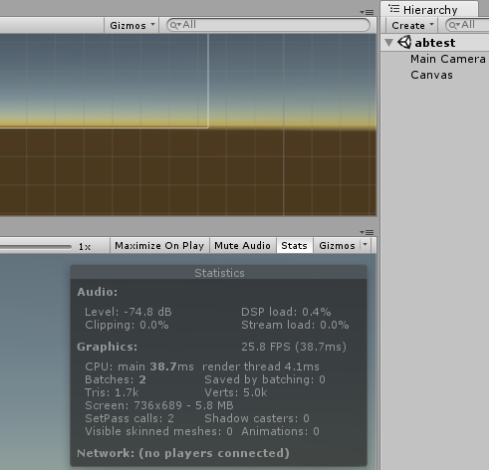 Hierarchy
Gizmos All Create All
abtest
Main Camera
Canvas
1x Maximize On Play Mute Audio Stats Gizmos
Statistics
Audio:
Level: -74.8 dB DSP load: 0.4%
Clipping: 0.0% Stream load: 0.0%
Graphics: 25.8 FPS (38.7ms)
CPU: main 38.7ms render thread 4.1ms
Batches: 2 Saved by batching: 0
Tris: 1.7k Verts: 5.0k
Screen: 736x689 - 5.8 MB
SetPass calls: 2 Shadow casters: 0
Visible skinned meshes: 0 Animations: 0
Network: (no players connected)